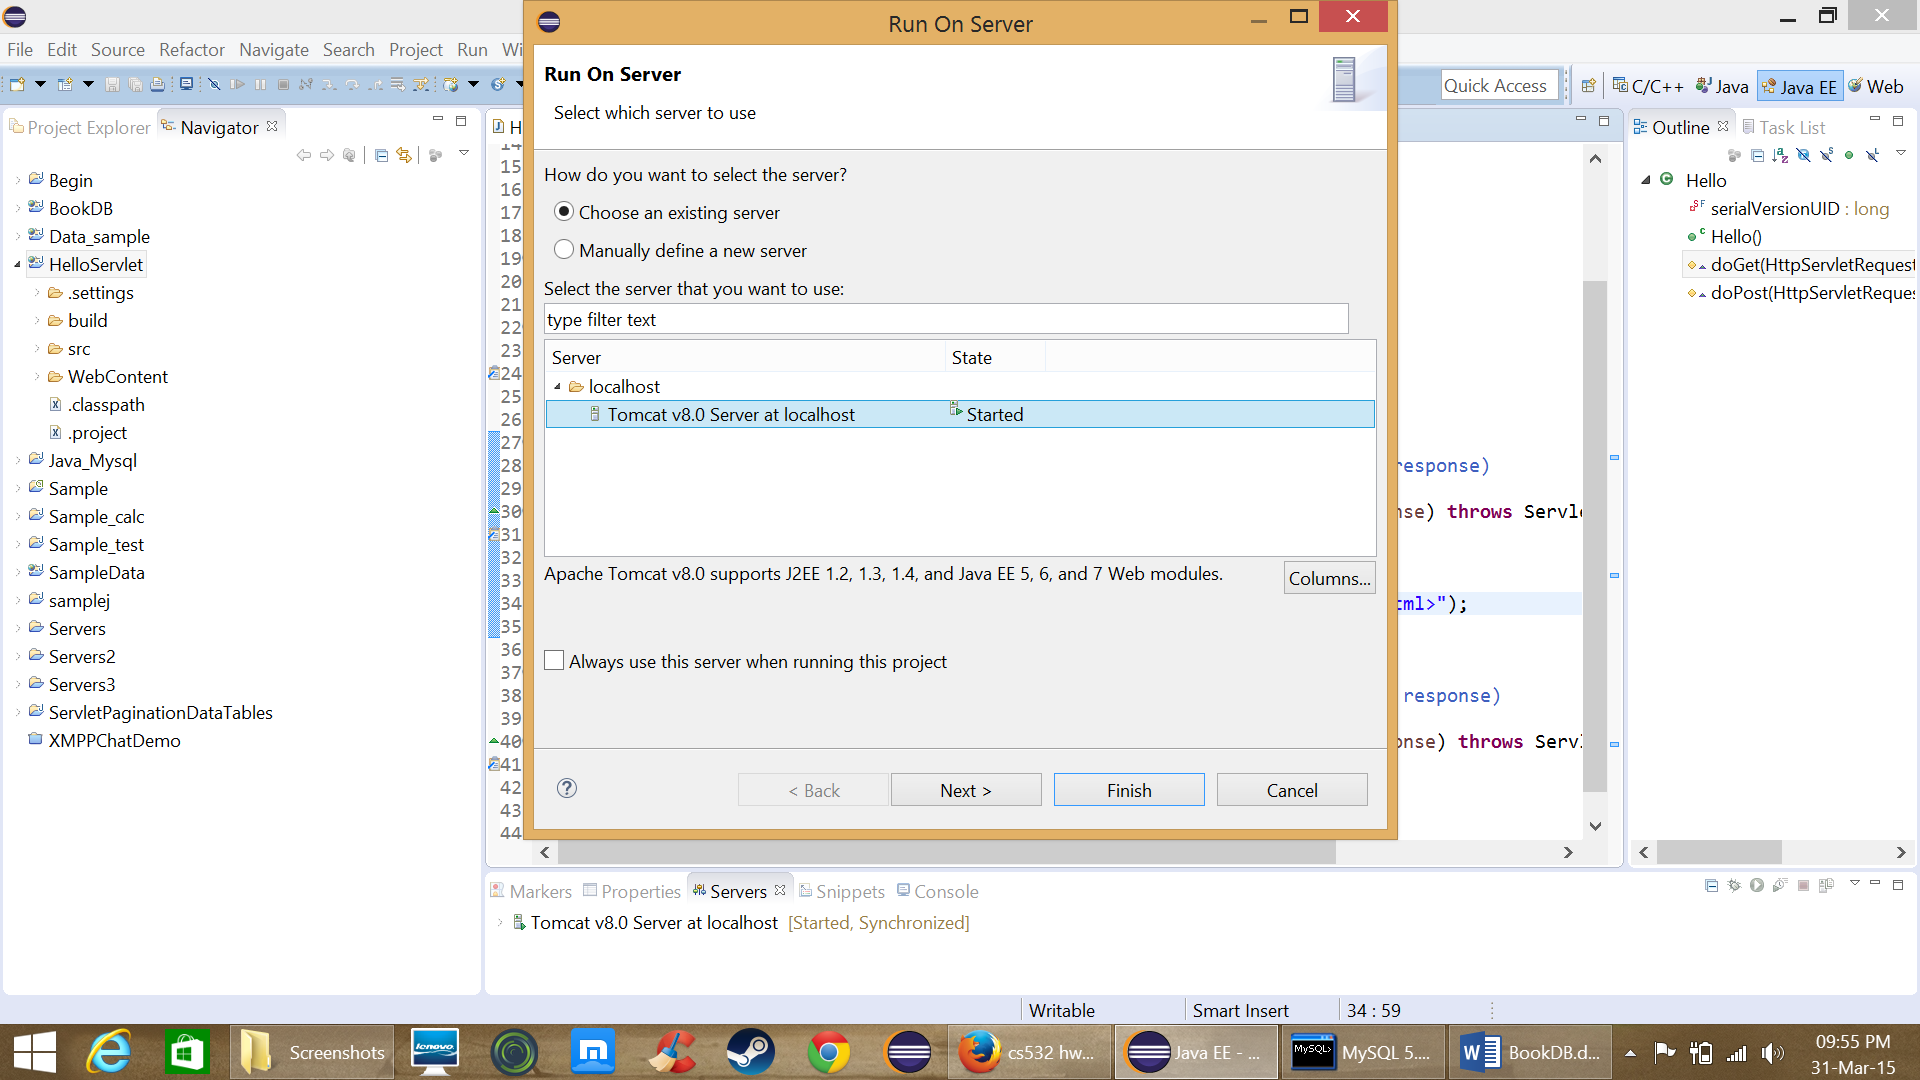 Run On Server
File Edit Source Refactor Navigate Search Project Run Wi
Quick Access
C/C++ Java Java EE Web
Project Explorer Navigator
Begin
BookDB
Data_sample
HelloServlet
.settings
build
src
WebContent
.classpath
.project
Java_Mysql
Sample
Sample_calc
Sample_test
SampleData
samplej
Servers
Servers2
Servers3
ServletPaginationDataTables
XMPPChatDemo
H
14
15
16
17
18
19
20
21
22
23
24
25
26
27
28
29
30
31
32
33
34
35
36
37
38
39
40
41
42
43
44
Run On Server
Select which server to use
How do you want to select the server?
Choose an existing server
Manually define a new server
Select the server that you want to use:
type filter text
Server State
localhost
Tomcat v8.0 Server at localhost Started
Apache Tomcat v8.0 supports J2EE 1.2, 1.3, 1.4, and Java EE 5, 6, and 7 Web modules.
Columns...
Always use this server when running this project
? < Back Next > Finish Cancel
response)
nse) throws Servl
tml>");
response)
onse) throws Servl
Outline Task List
Hello
serialVersionUID : long
Hello()
doGet(HttpServletRequest
doPost(HttpServletReques
Markers Properties Servers Snippets Console
Tomcat v8.0 Server at localhost [Started, Synchronized]
Writable Smart Insert 34 : 59
Screenshots lenovo cs532 hw... Java EE - ... MySQL> MySQL 5.... BookDB.d...
09:55 PM
31-Mar-15